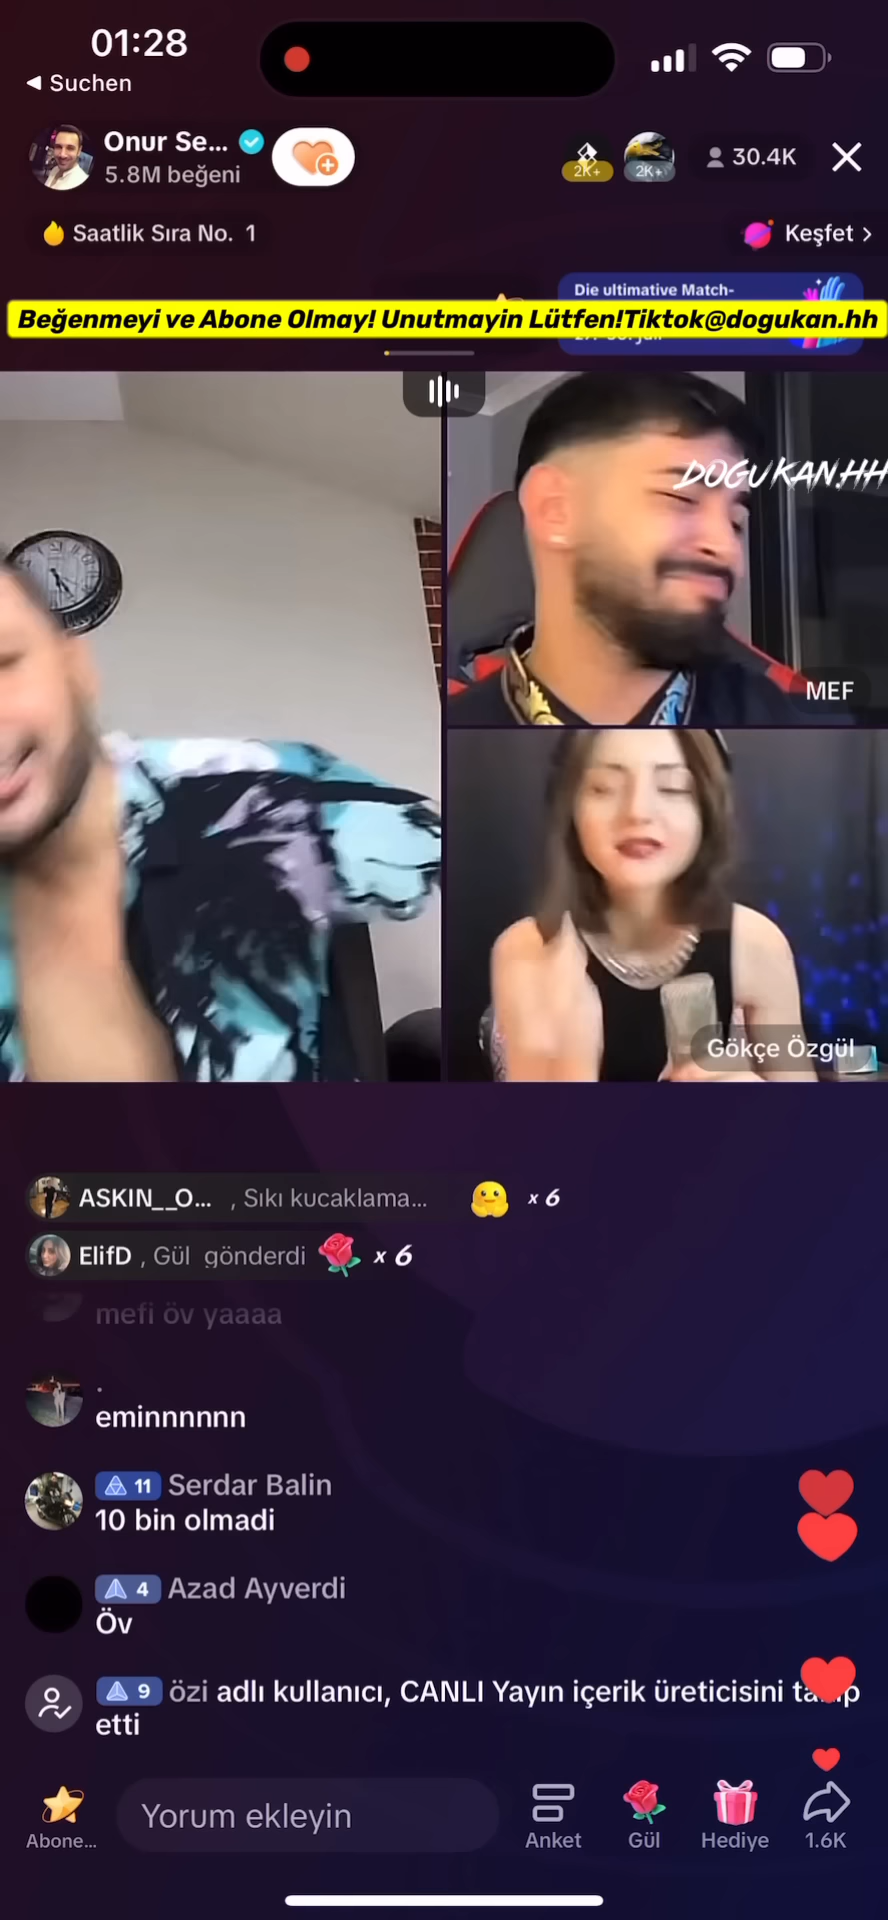 01:28
◀ Suchen
Onur Se...
5.8M beğeni
2K+
2K+
30.4K
Saatlik Sıra No. 1
Keşfet >
Die ultimative Match-
Beğenmeyi ve Abone Olmay! Unutmayin Lütfen!Tiktok@dogukan.hh
DOGUKAN.HH
MEF
Gökçe Özgül
ASKIN__O... , Sıkı kucaklama... x 6
ElifD , Gül gönderdi x 6
mefi öv yaaaa
.
eminnnnnn
11 Serdar Balin
10 bin olmadi
4 Azad Ayverdi
Öv
9 özi adlı kullanıcı, CANLI Yayın içerik üreticisini
etti
Abone...
Yorum ekleyin
Anket
Gül
Hediye
1.6K